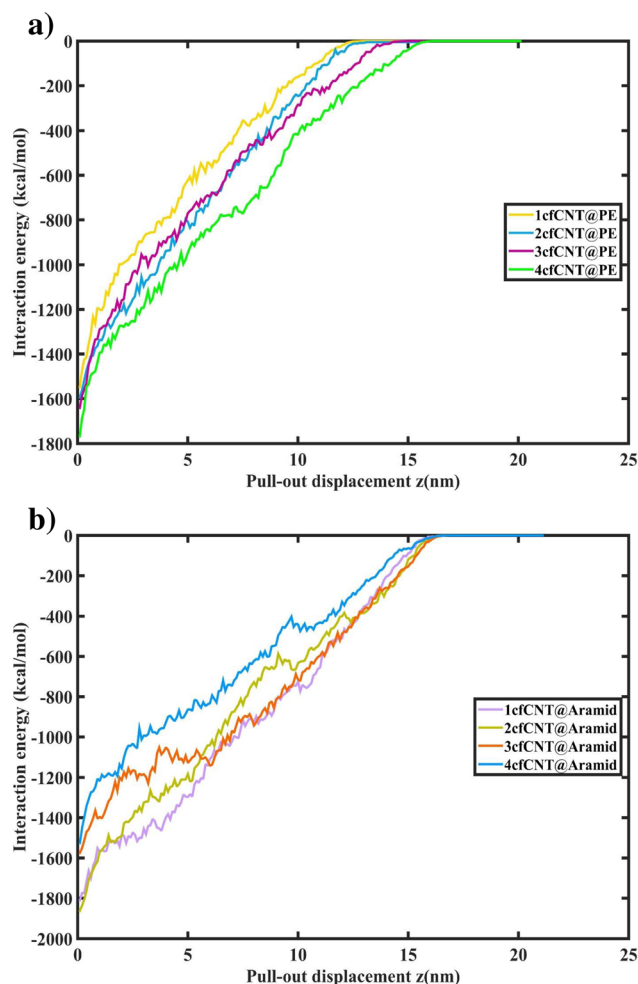 a)
0
-200
-400
-600
-800
-1000
-1200
-1400
-1600
-1800
Interaction energy (kcal/mol)
1cfCNT@PE
2cfCNT@PE
3cfCNT@PE
4cfCNT@PE
0 5 10 15 20 25
Pull-out displacement z(nm)
b)
0
-200
-400
-600
-800
-1000
-1200
-1400
-1600
-1800
-2000
Interaction energy (kcal/mol)
1cfCNT@Aramid
2cfCNT@Aramid
3cfCNT@Aramid
4cfCNT@Aramid
0 5 10 15 20 25
Pull-out displacement z(nm)